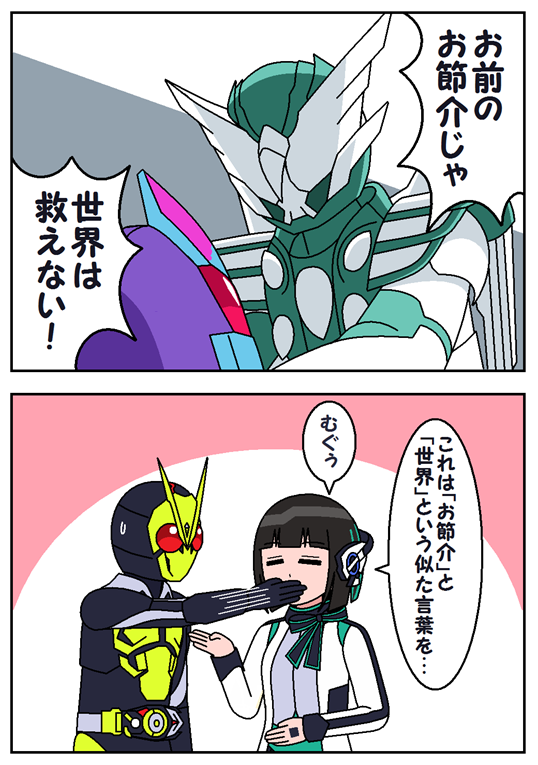 お前の
お節介じゃ
世界は
救えない！
これは「お節介」と
「世界」という似た言葉を…
むぐぅ